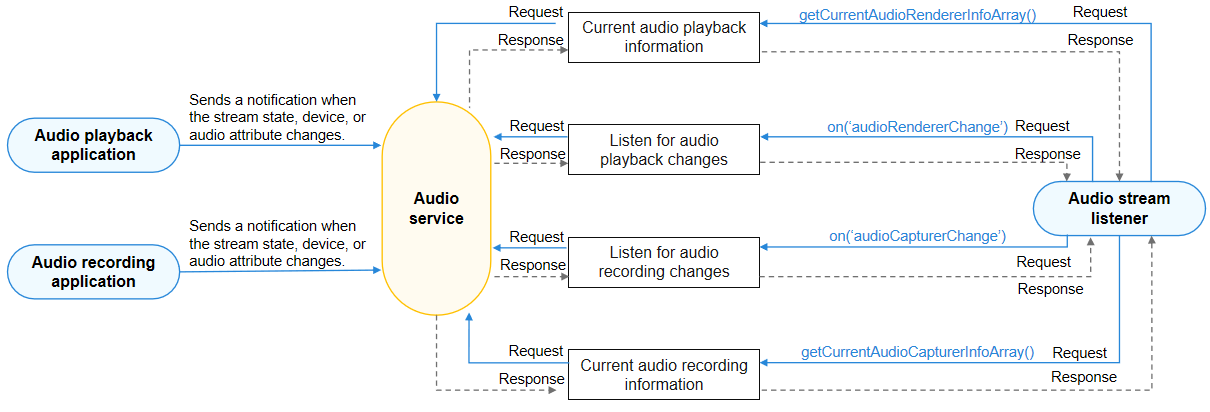 Request
Response
Current audio playback
information
getCurrentAudioRendererInfoArray()
Request
Response
Sends a notification when
the stream state, device, or
audio attribute changes.
Audio playback
application
Request
Response
Listen for audio
playback changes
on(‘audioRendererChange’)
Request
Response
Audio
service
Audio stream
listener
Sends a notification when
the stream state, device, or
audio attribute changes.
Audio recording
application
Request
Response
Listen for audio
recording changes
on(‘audioCapturerChange’)
Request
Response
Request
Response
Current audio recording
information
getCurrentAudioCapturerInfoArray()
Request
Response